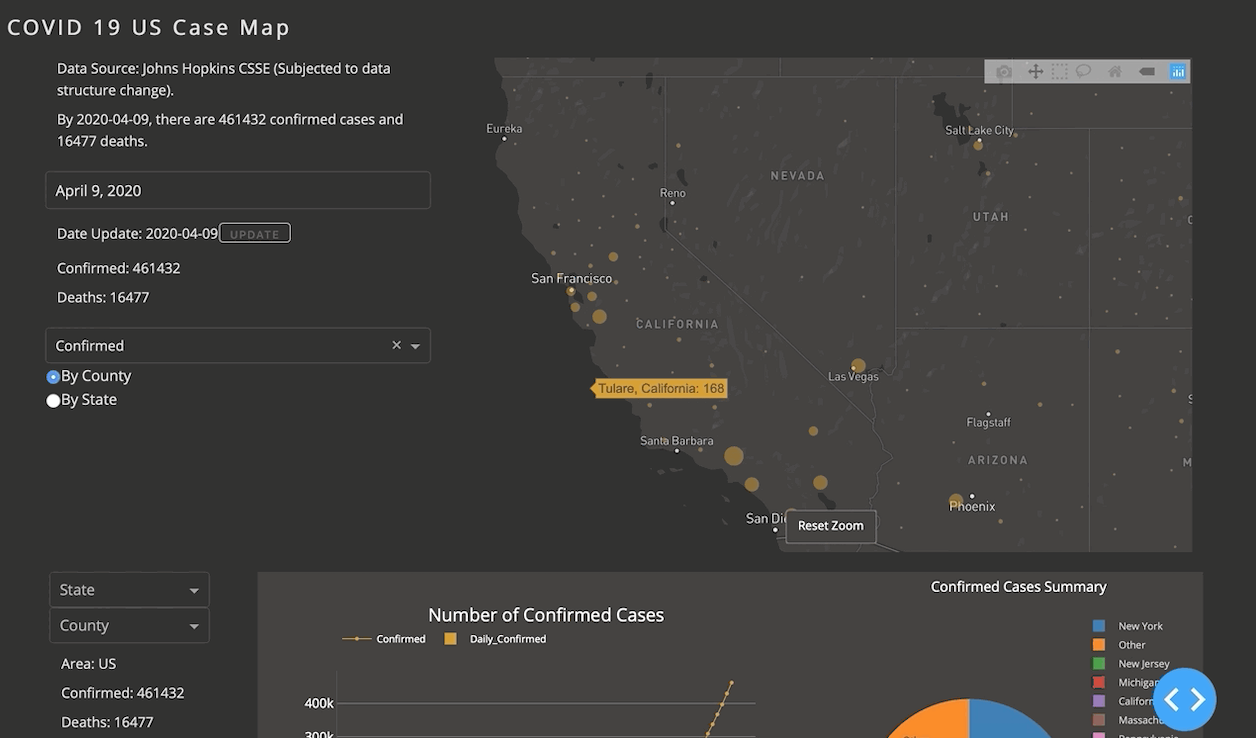 COVID 19 US Case Map
Data Source: Johns Hopkins CSSE (Subjected to data
structure change).
By 2020-04-09, there are 461432 confirmed cases and
16477 deaths.
April 9, 2020
Date Update: 2020-04-09 UPDATE
Confirmed: 461432
Deaths: 16477
Confirmed
By County
By State
Eureka
Salt Lake City
NEVADA
Reno
UTAH
San Francisco
CALIFORNIA
Las Vegas
Tulare, California: 168
Flagstaff
Santa Barbara
ARIZONA
Phoenix
San Di
Reset Zoom
State
County
Area: US
Confirmed: 461432
Deaths: 16477
Number of Confirmed Cases
Confirmed
Daily_Confirmed
400k
300k
Confirmed Cases Summary
New York
Other
New Jersey
Michigan
Californ
Massach
Pennsylvania